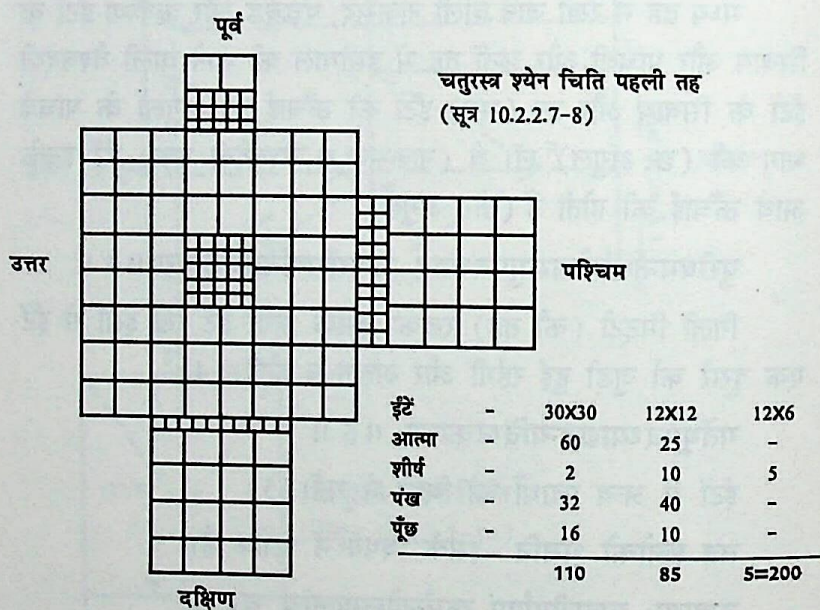 पूर्व
चतुरस्त्र श्येन चिति पहली तह
(सूत्र 10.2.2.7-8)
उत्तर
पश्चिम
ईंटें - 30X30 12X12 12X6
आत्मा - 60 25 -
शीर्ष - 2 10 5
पंख - 32 40 -
पूँछ - 16 10 -
110 85 5=200
दक्षिण